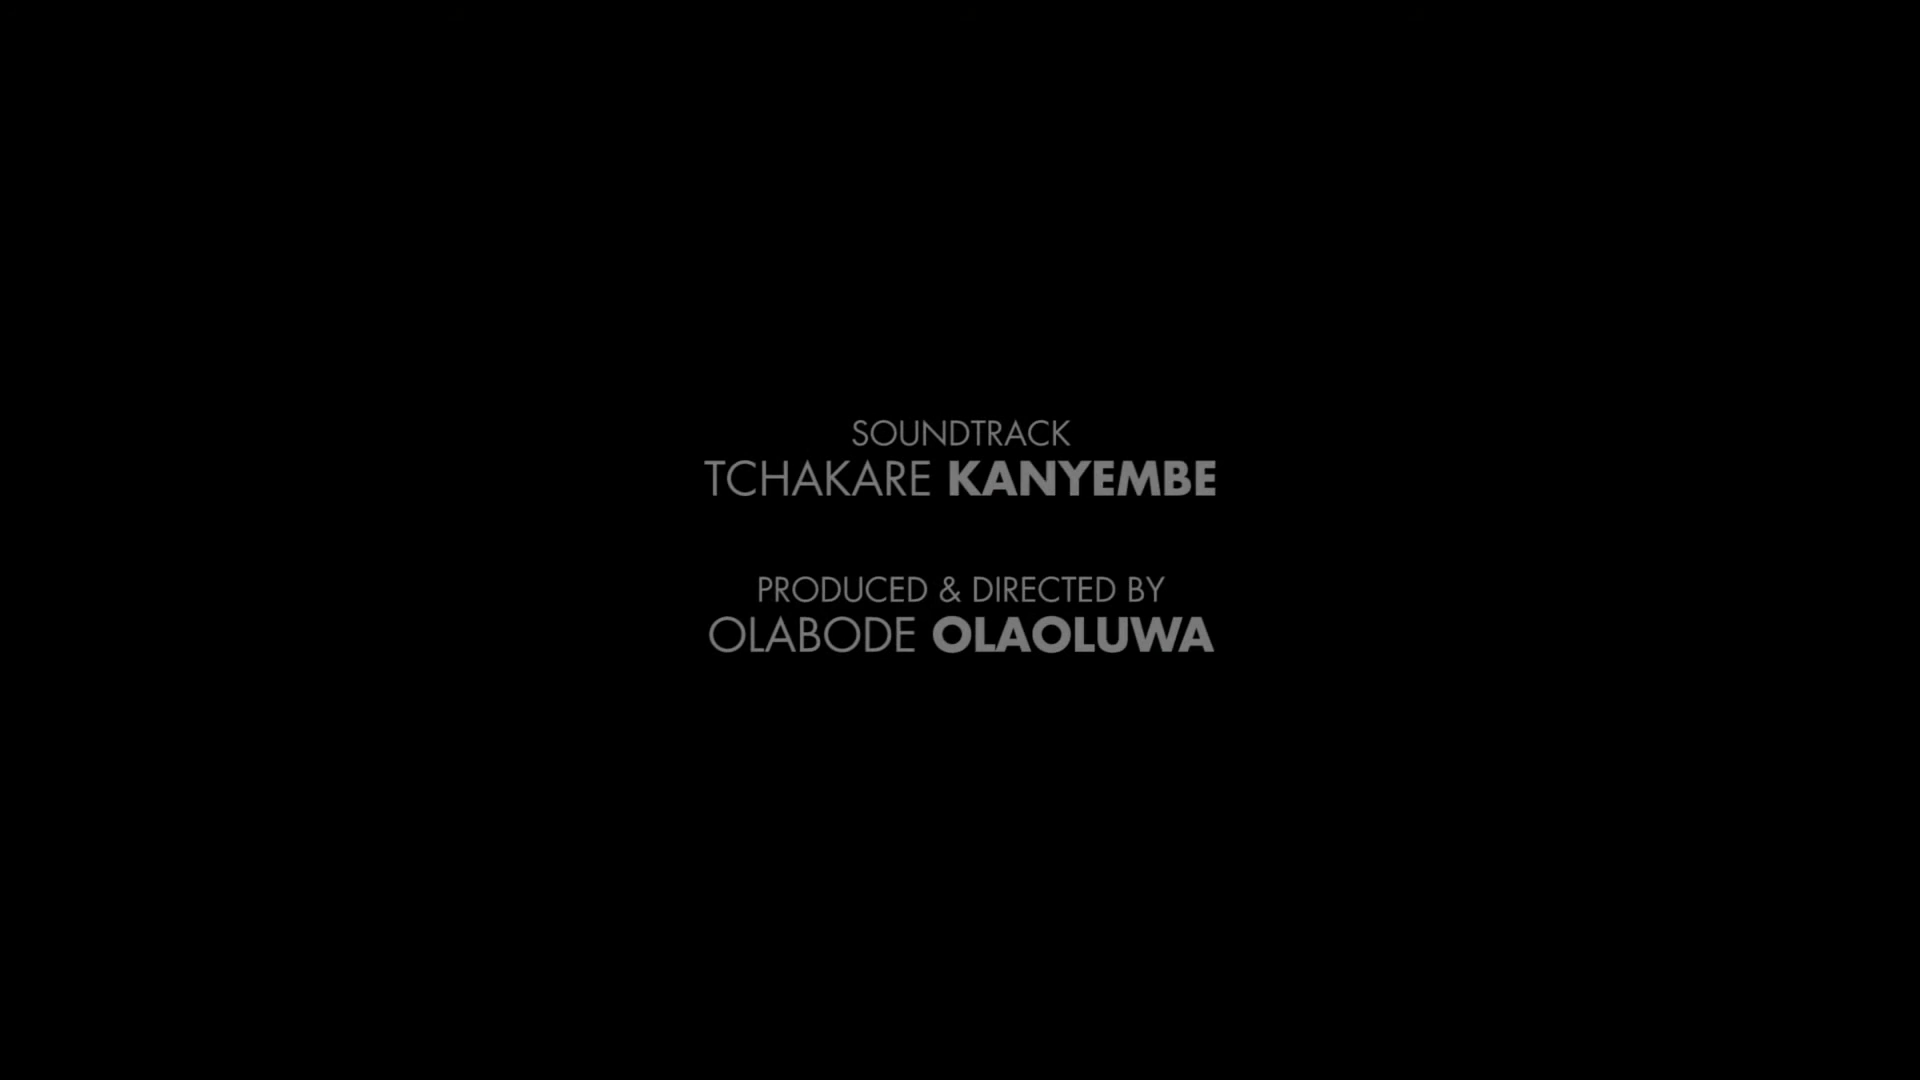 SOUNDTRACK
TCHAKARE KANYEMBE
PRODUCED & DIRECTED BY
OLABODE OLAOLUWA